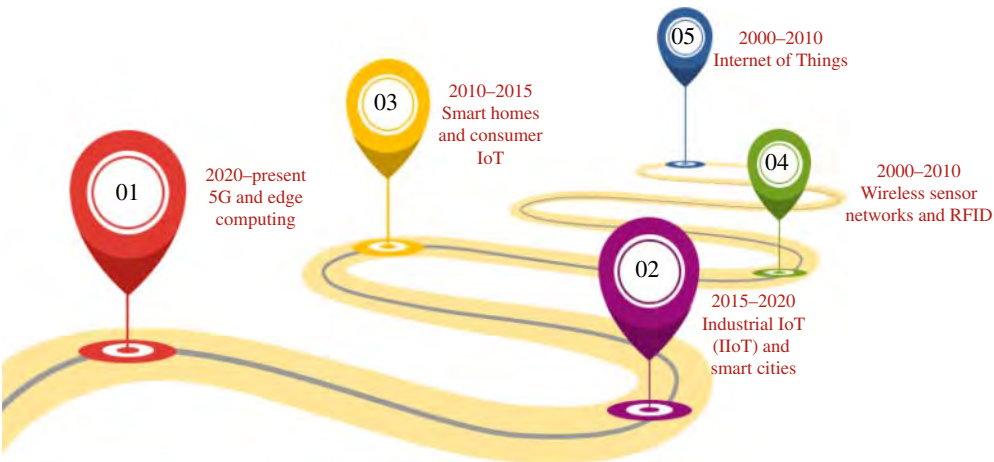 05
2000–2010
Internet of Things
03
2010–2015
Smart homes
and consumer
IoT
04
2000–2010
Wireless sensor
networks and RFID
01
2020–present
5G and edge
computing
02
2015–2020
Industrial IoT
(IIoT) and
smart cities